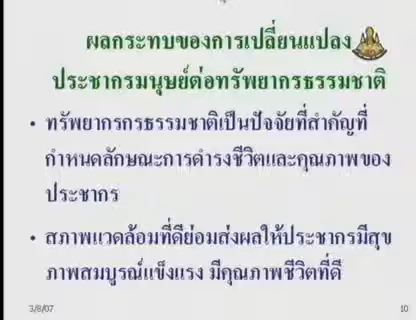 ผลกระทบของการเปลี่ยนแปลง
ประชากรมนุษย์ต่อทรัพยากรธรรมชาติ
• ทรัพยากกรธรรมชาติเป็นปัจจัยที่สำคัญที่
กำหนดลักษณะการดำรงชีวิตและคุณภาพของ
ประชากร
• สภาพแวดล้อมที่ดีย่อมส่งผลให้ประชากรมีสุข
ภาพสมบูรณ์แข็งแรง มีคุณภาพชีวิตที่ดี
3/8/07
10